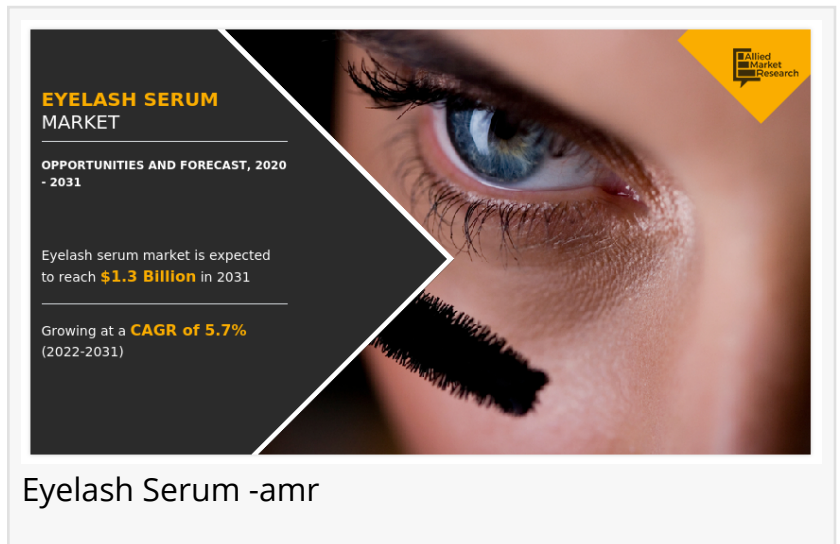 EYELASH SERUM
MARKET
OPPORTUNITIES AND FORECAST, 2020
- 2031
Eyelash serum market is expected
to reach $1.3 Billion in 2031
Growing at a CAGR of 5.7%
(2022-2031)
Allied
Market
Research
Eyelash Serum -amr